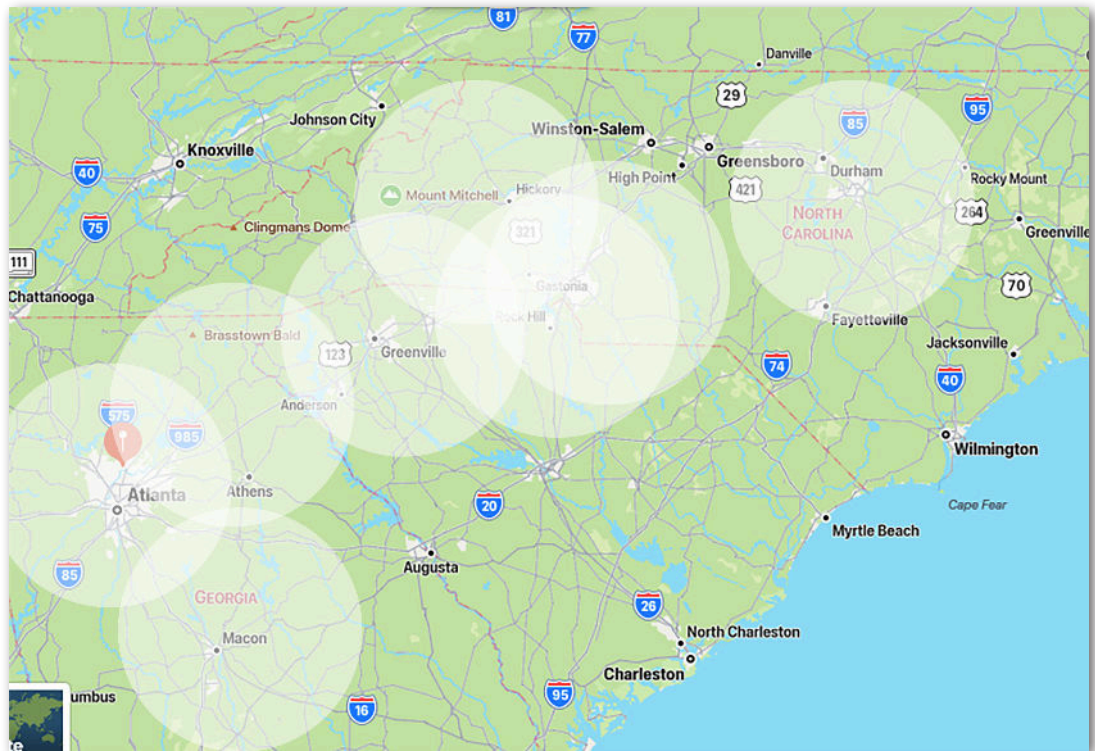 81
77
Danville
29
95
Johnson City
85
Winston-Salem
Knoxville
Greensboro
40
High Point
Durham
Rocky Mount
Mount Mitchell
Hickory
421
75
Clingmans Dome
NORTH
CAROLINA
264
Greenville
321
111
Chattanooga
Gastonia
70
Rock Hill
Fayetteville
Brasstown Bald
123
Greenville
Jacksonville
74
40
Anderson
575
985
Wilmington
Athens
Atlanta
20
Cape Fear
Myrtle Beach
85
Augusta
GEORGIA
26
Macon
North Charleston
Charleston
umbus
95
16